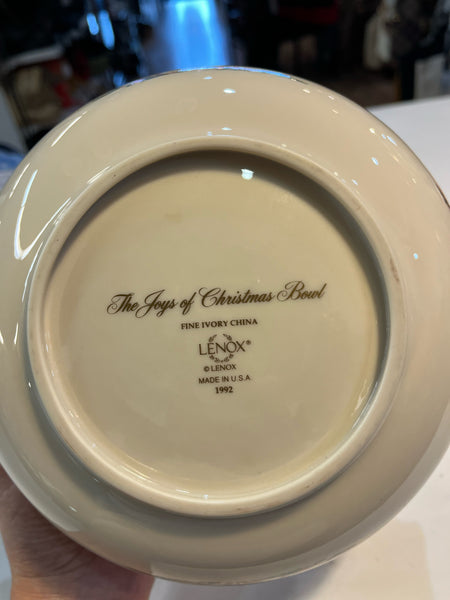 The Joys of Christmas Bowl
FINE IVORY CHINA
LENOX®
© LENOX
MADE IN U.S.A
1992